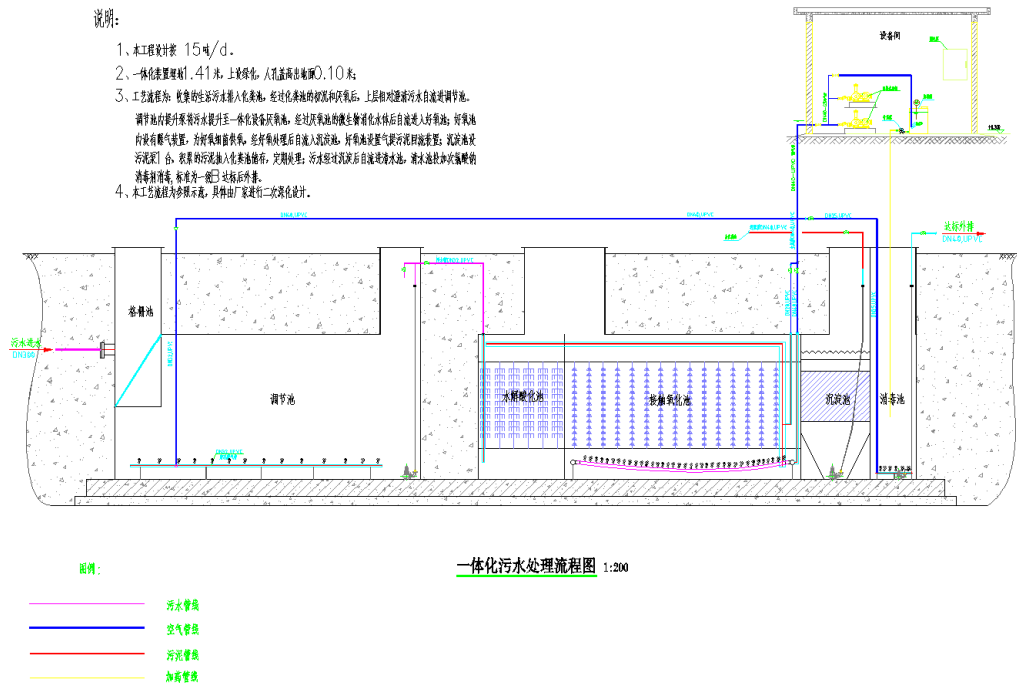 说明:
1、本工程设计按 15吨/d。
2、一体化装置埋地1.41米,上设绿化,人孔盖高出地面0.10米;
3、工艺流程为:收集的生活污水排入化粪池,经过化粪池的初沉和厌氧后,上层相对澄清污水自流进调节池。
调节池内提升泵将污水提升至一体化设备厌氧池,经过厌氧池的微生物消化水体后自流入好氧池;好氧池
内设有曝气装置,为好氧细菌供氧,经好氧处理后自流入沉淀池,好氧池设置气提污泥回流装置;沉淀池设
污泥泵1台,积累的污泥抽入化粪池储存,定期处理;污水经过沉淀后自流进清水池,清水池投加次氯酸钠
消毒剂消毒,标准为一级B达标后外排。
4、本工艺流程为参照示意,具体由厂家进行二次深化设计。
设备间
DN40,UPVC
DN40,UPVC
DN25,UPVC
达标外排
DN40,UPVC
格栅池
污水进水
DN300
调节池
水解酸化池
接触氧化池
沉淀池
消毒池
一体化污水处理流程图 1:200
图例:
污水管线
空气管线
污泥管线
加药管线